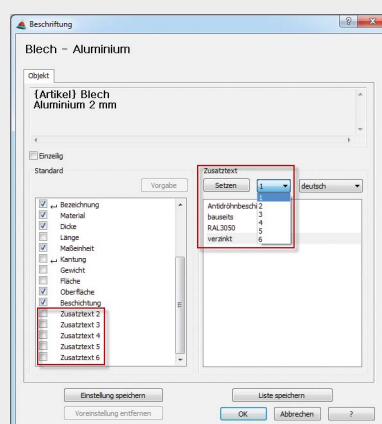 Beschriftung
Blech - Aluminium
Objekt
{Artikel} Blech
Aluminium 2 mm
Einzeilig
Standard
Vorgabe
Bezeichnung
Material
Dicke
Länge
Maßeinheit
Kantung
Gewicht
Fläche
Oberfläche
Beschichtung
Zusatztext 2
Zusatztext 3
Zusatztext 4
Zusatztext 5
Zusatztext 6
Zusatztext
Setzen 1 deutsch
1
Antidröhnbeschi 2
bauseits 3
4
RAL3050 5
verzinkt 6
Einstellung speichern
Liste speichern
Voreinstellung entfernen
OK Abbrechen ?